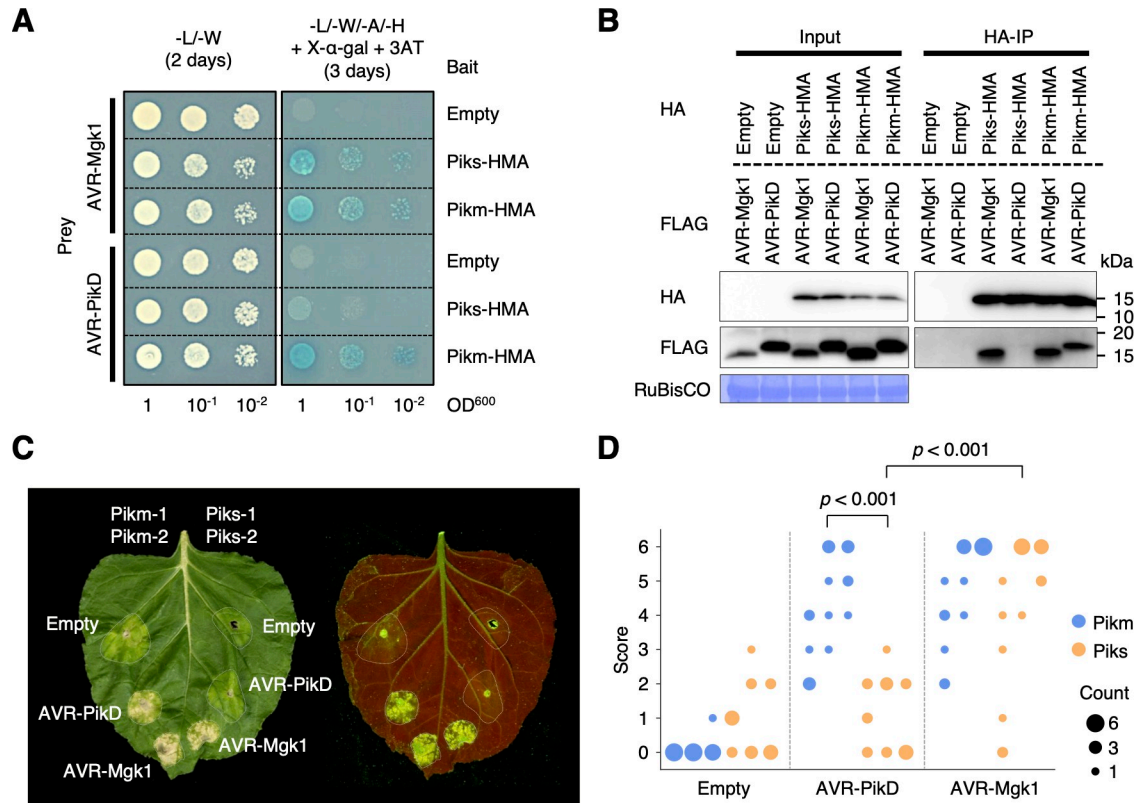 A
-L/-W
(2 days)
-L/-W/-A/-H
+ X-α-gal + 3AT
(3 days)
Bait
Prey
AVR-Mgk1
Empty
Piks-HMA
Pikm-HMA
AVR-PikD
Empty
Piks-HMA
Pikm-HMA
1 10-1 10-2 1 10-1 10-2 OD600
B
Input HA-IP
HA Empty Empty Piks-HMA Piks-HMA Pikm-HMA Pikm-HMA Empty Empty Piks-HMA Piks-HMA Pikm-HMA Pikm-HMA
FLAG AVR-Mgk1 AVR-PikD AVR-Mgk1 AVR-PikD AVR-Mgk1 AVR-PikD AVR-Mgk1 AVR-PikD AVR-Mgk1 AVR-PikD AVR-Mgk1 AVR-PikD
kDa
HA 15
10
FLAG 20
15
RuBisCO
C
Pikm-1 Piks-1
Pikm-2 Piks-2
Empty Empty
AVR-PikD
AVR-PikD
AVR-Mgk1
AVR-Mgk1
D
p < 0.001
p < 0.001
Score
6
5
4
3
2
1
0
Empty AVR-PikD AVR-Mgk1
Pikm
Piks
Count
6
3
1